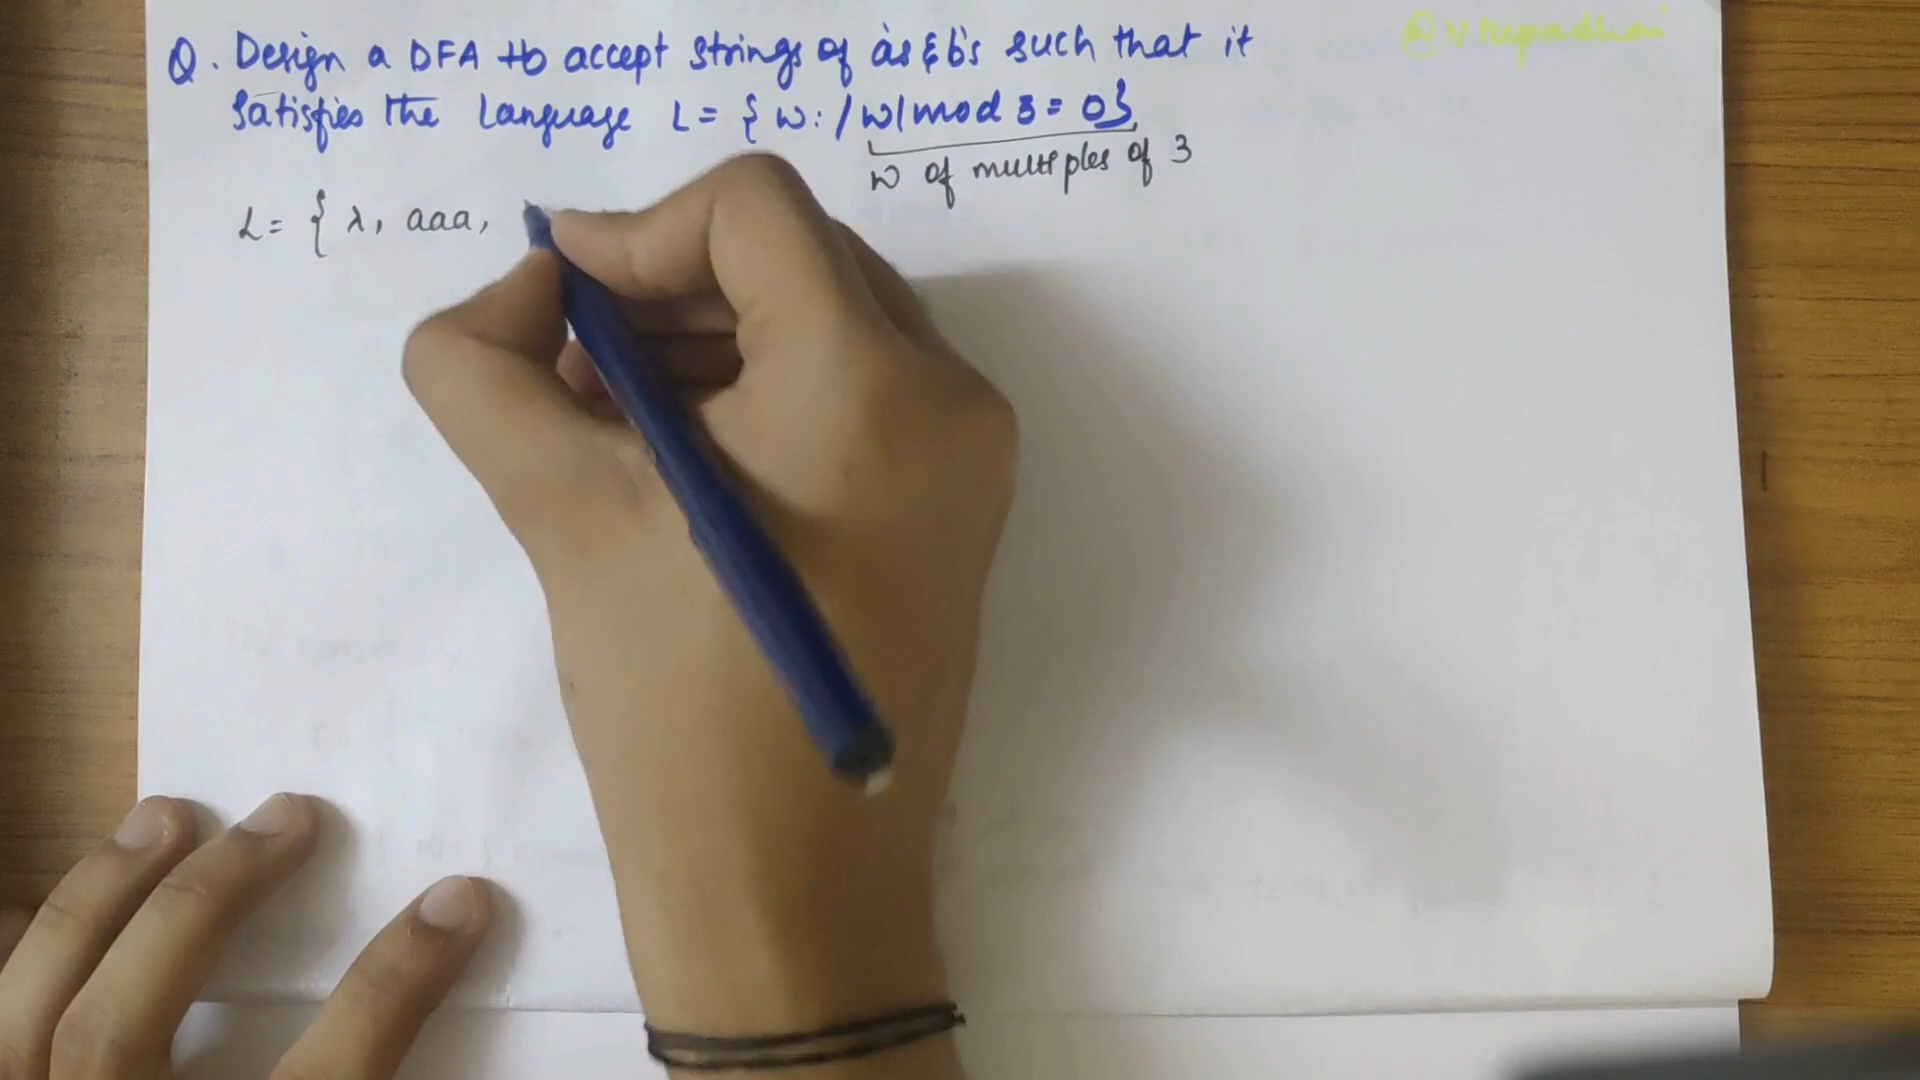 Q. Design a DFA to accept strings of a's & b's such that it
satisfies the Language L = { w: |w| mod 3 = 0}
w of multiples of 3
L = { λ, aaa,